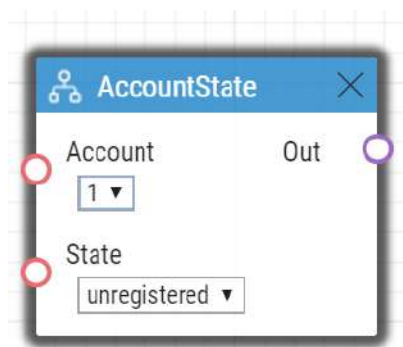 AccountState
Account Out
1
State
unregistered